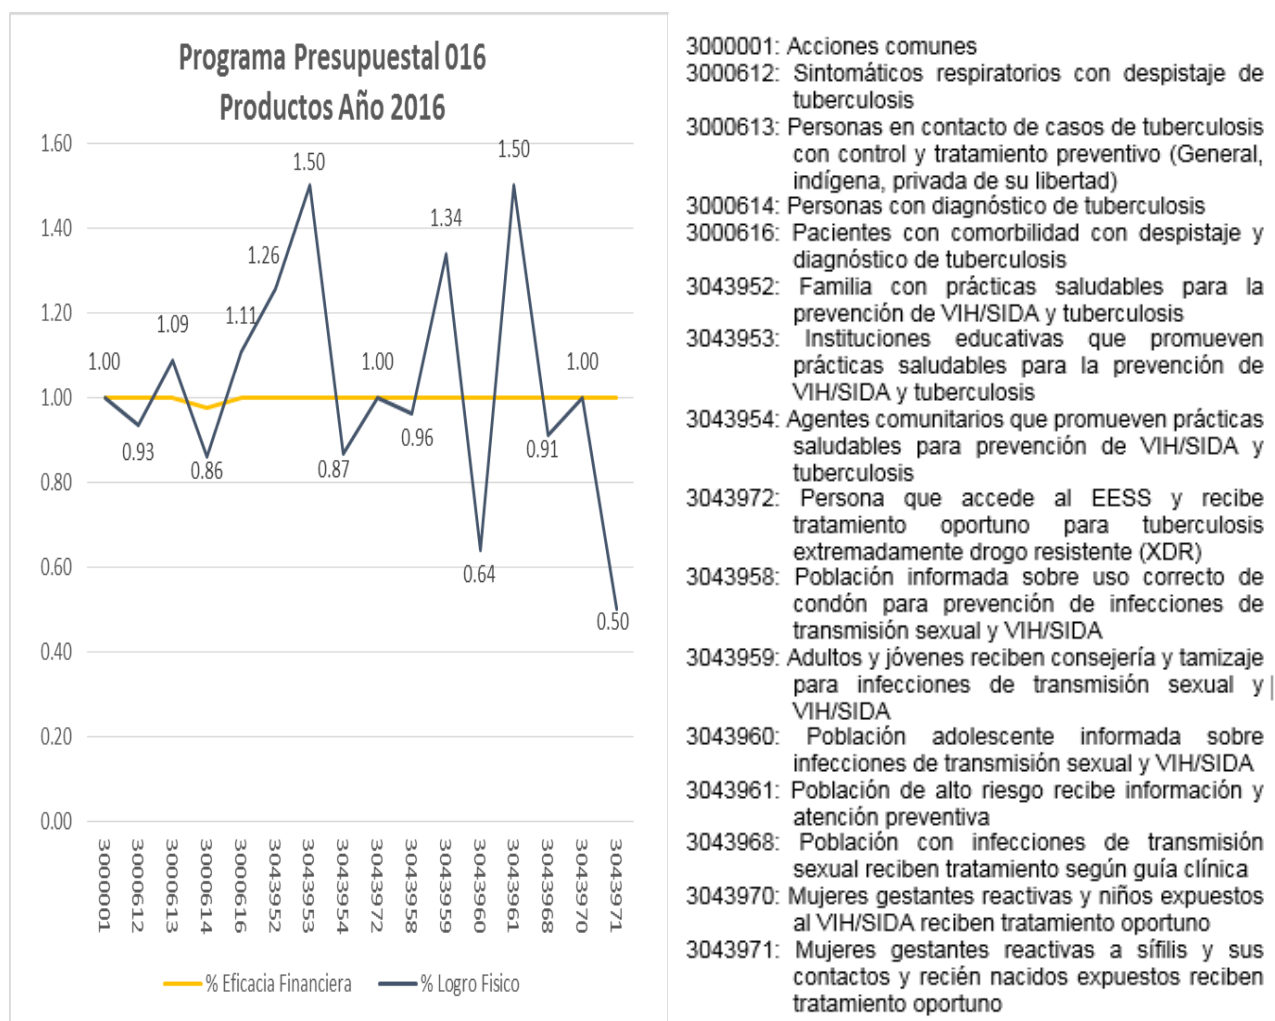 Programa Presupuestal 016
Productos Año 2016
1.60
1.40
1.20
1.00
0.80
0.60
0.40
0.20
0.00
1.00
0.93
1.09
0.86
1.11
1.26
1.50
0.87
1.00
0.96
1.34
0.64
1.50
0.91
1.00
0.50
3000001
3000612
3000613
3000614
3000616
3043952
3043953
3043954
3043972
3043958
3043959
3043960
3043961
3043968
3043970
3043971
% Eficacia Financiera
% Logro Fisico
3000001: Acciones comunes
3000612: Sintomáticos respiratorios con despistaje de
tuberculosis
3000613: Personas en contacto de casos de tuberculosis
con control y tratamiento preventivo (General,
indígena, privada de su libertad)
3000614: Personas con diagnóstico de tuberculosis
3000616: Pacientes con comorbilidad con despistaje y
diagnóstico de tuberculosis
3043952: Familia con prácticas saludables para la
prevención de VIH/SIDA y tuberculosis
3043953: Instituciones educativas que promueven
prácticas saludables para la prevención de
VIH/SIDA y tuberculosis
3043954: Agentes comunitarios que promueven prácticas
saludables para prevención de VIH/SIDA y
tuberculosis
3043972: Persona que accede al EESS y recibe
tratamiento oportuno para tuberculosis
extremadamente drogo resistente (XDR)
3043958: Población informada sobre uso correcto de
condón para prevención de infecciones de
transmisión sexual y VIH/SIDA
3043959: Adultos y jóvenes reciben consejería y tamizaje
para infecciones de transmisión sexual y
VIH/SIDA
3043960: Población adolescente informada sobre
infecciones de transmisión sexual y VIH/SIDA
3043961: Población de alto riesgo recibe información y
atención preventiva
3043968: Población con infecciones de transmisión
sexual reciben tratamiento según guía clínica
3043970: Mujeres gestantes reactivas y niños expuestos
al VIH/SIDA reciben tratamiento oportuno
3043971: Mujeres gestantes reactivas a sífilis y sus
contactos y recién nacidos expuestos reciben
tratamiento oportuno